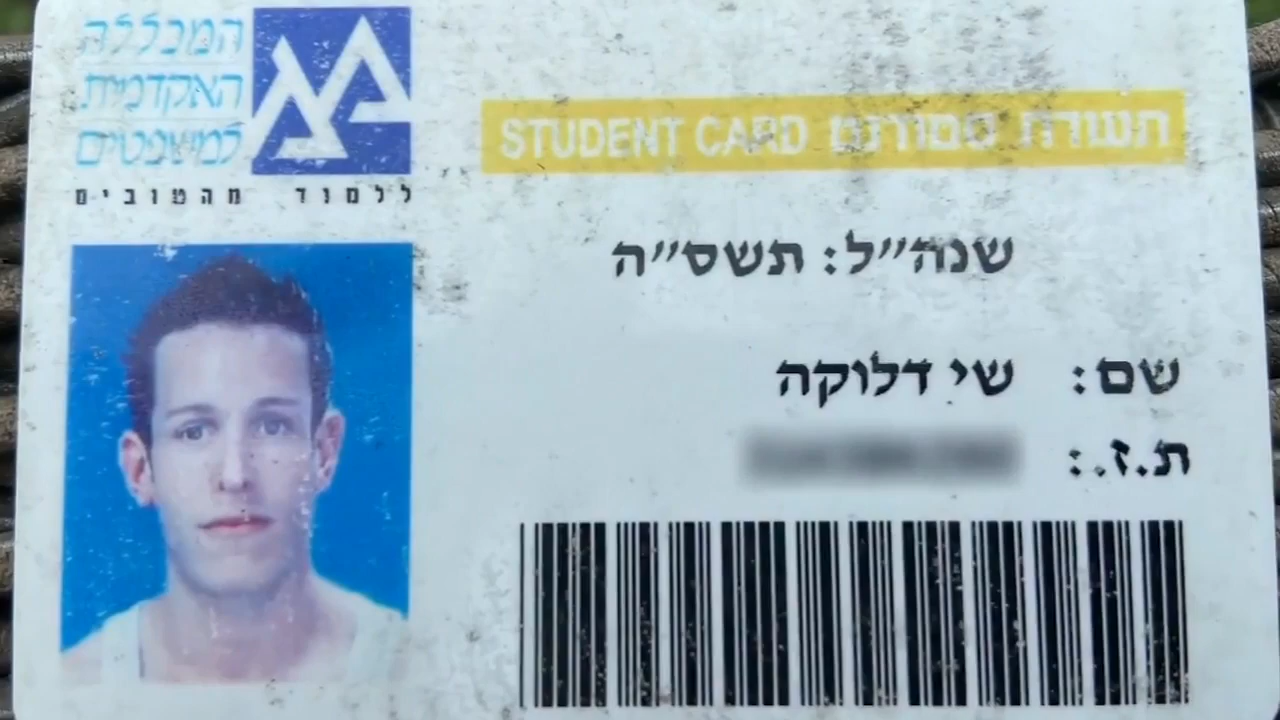 המכללה
האקדמית
למשפטים
ללמוד מהטובים
STUDENT CARD תעודת סטודנט
שנה״ל: תשס״ה
שם: שי דלוקה
ת.ז.: